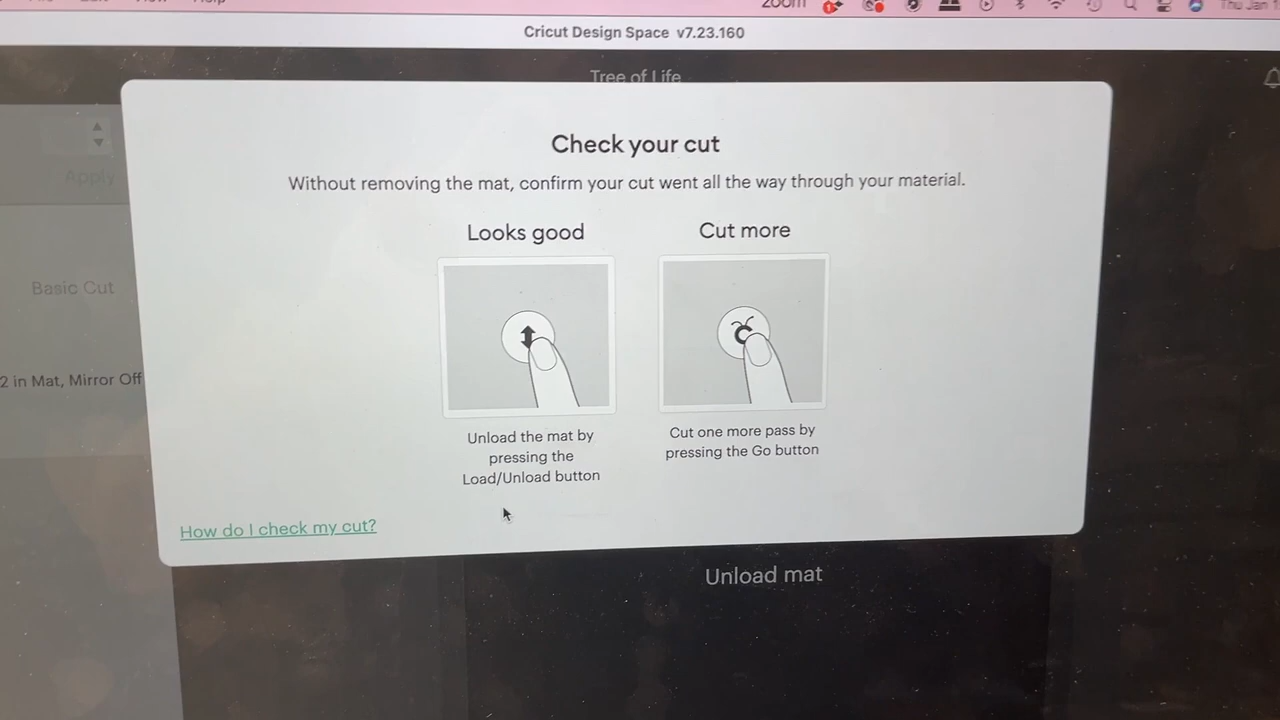 zoom
Thu Jan 1
Cricut Design Space v7.23.160
Tree of Life
Apply
Check your cut
Without removing the mat, confirm your cut went all the way through your material.
Looks good
Cut more
Basic Cut
2 in Mat, Mirror Off
Unload the mat by
pressing the
Load/Unload button
Cut one more pass by
pressing the Go button
How do I check my cut?
Unload mat